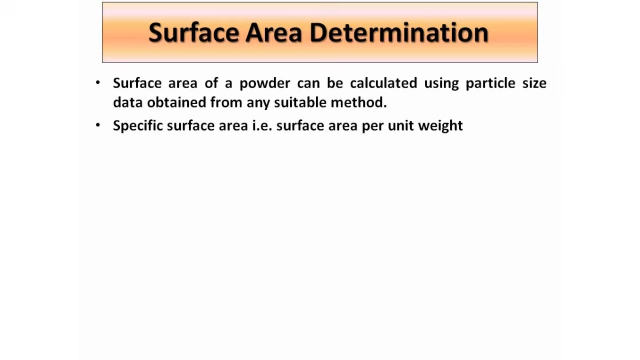 Surface Area Determination
• Surface area of a powder can be calculated using particle size
data obtained from any suitable method.
• Specific surface area i.e. surface area per unit weight